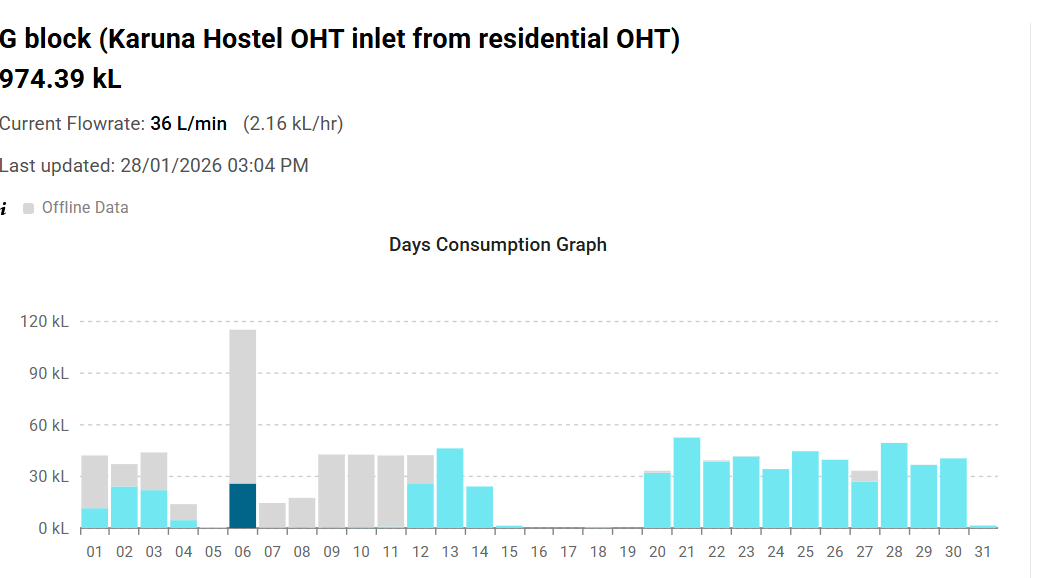 G block (Karuna Hostel OHT inlet from residential OHT)
974.39 kL
Current Flowrate: 36 L/min (2.16 kL/hr)
Last updated: 28/01/2026 03:04 PM
i Offline Data
Days Consumption Graph
120 kL
90 kL
60 kL
30 kL
0 kL
01 02 03 04 05 06 07 08 09 10 11 12 13 14 15 16 17 18 19 20 21 22 23 24 25 26 27 28 29 30 31